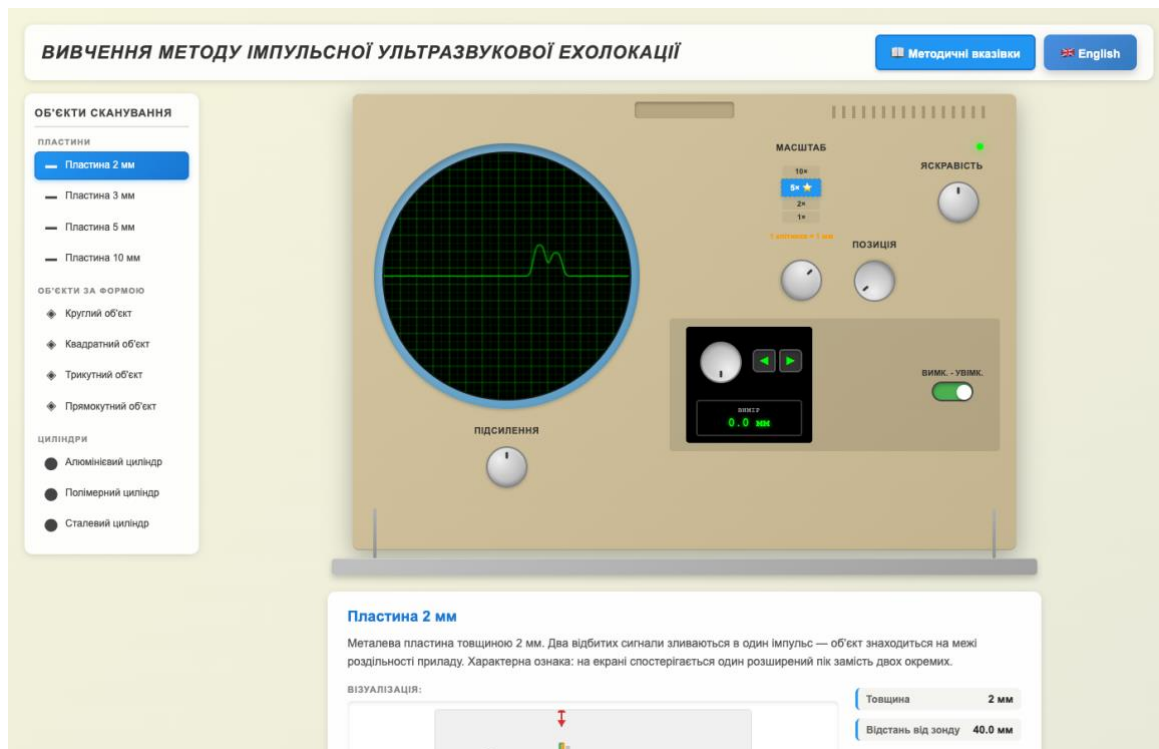 ВИВЧЕННЯ МЕТОДУ ІМПУЛЬСНОЇ УЛЬТРАЗВУКОВОЇ ЕХОЛОКАЦІЇ
Методичні вказівки
English
ОБ'ЄКТИ СКАНУВАННЯ
ПЛАСТИНИ
Пластина 2 мм
Пластина 3 мм
Пластина 5 мм
Пластина 10 мм
ОБ'ЄКТИ ЗА ФОРМОЮ
Круглий об'єкт
Квадратний об'єкт
Трикутний об'єкт
Прямокутний об'єкт
ЦИЛІНДРИ
Алюмінієвий циліндр
Полімерний циліндр
Сталевий циліндр
МАСШТАБ
10×
5×
2×
1×
1 клітинка = 1 мм
ЯСКРАВІСТЬ
ПОЗИЦІЯ
ВИМІР
0.0 мм
ВИМК. - УВІМК.
ПІДСИЛЕННЯ
Пластина 2 мм
Металева пластина товщиною 2 мм. Два відбитих сигнали зливаються в один імпульс — об'єкт знаходиться на межі
роздільності приладу. Характерна ознака: на екрані спостерігається один розширений пік замість двох окремих.
ВІЗУАЛІЗАЦІЯ:
Товщина 2 мм
Відстань від зонду 40.0 мм